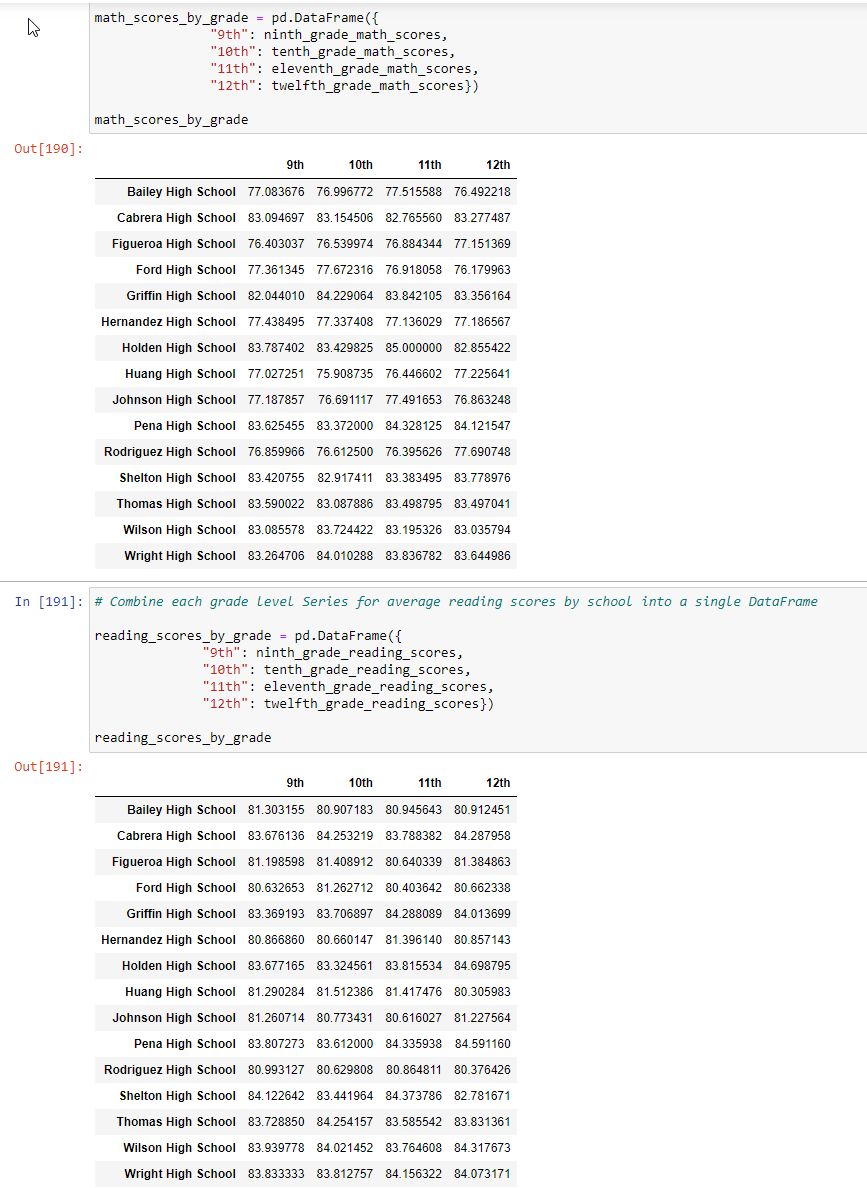 math_scores_by_grade = pd.DataFrame({
"9th": ninth_grade_math_scores,
"10th": tenth_grade_math_scores,
"11th": eleventh_grade_math_scores,
"12th": twelfth_grade_math_scores})
math_scores_by_grade
Out[190]:
9th 10th 11th 12th
Bailey High School 77.083676 76.996772 77.515588 76.492218
Cabrera High School 83.094697 83.154506 82.765560 83.277487
Figueroa High School 76.403037 76.539974 76.884344 77.151369
Ford High School 77.361345 77.672316 76.918058 76.179963
Griffin High School 82.044010 84.229064 83.842105 83.356164
Hernandez High School 77.438495 77.337408 77.136029 77.186567
Holden High School 83.787402 83.429825 85.000000 82.855422
Huang High School 77.027251 75.908735 76.446602 77.225641
Johnson High School 77.187857 76.691117 77.491653 76.863248
Pena High School 83.625455 83.372000 84.328125 84.121547
Rodriguez High School 76.859966 76.612500 76.395626 77.690748
Shelton High School 83.420755 82.917411 83.383495 83.778976
Thomas High School 83.590022 83.087886 83.498795 83.497041
Wilson High School 83.085578 83.724422 83.195326 83.035794
Wright High School 83.264706 84.010288 83.836782 83.644986
In [191]: # Combine each grade level Series for average reading scores by school into a single DataFrame
reading_scores_by_grade = pd.DataFrame({
"9th": ninth_grade_reading_scores,
"10th": tenth_grade_reading_scores,
"11th": eleventh_grade_reading_scores,
"12th": twelfth_grade_reading_scores})
reading_scores_by_grade
Out[191]:
9th 10th 11th 12th
Bailey High School 81.303155 80.907183 80.945643 80.912451
Cabrera High School 83.676136 84.253219 83.788382 84.287958
Figueroa High School 81.198598 81.408912 80.640339 81.384863
Ford High School 80.632653 81.262712 80.403642 80.662338
Griffin High School 83.369193 83.706897 84.288089 84.013699
Hernandez High School 80.866860 80.660147 81.396140 80.857143
Holden High School 83.677165 83.324561 83.815534 84.698795
Huang High School 81.290284 81.512386 81.417476 80.305983
Johnson High School 81.260714 80.773431 80.616027 81.227564
Pena High School 83.807273 83.612000 84.335938 84.591160
Rodriguez High School 80.993127 80.629808 80.864811 80.376426
Shelton High School 84.122642 83.441964 84.373786 82.781671
Thomas High School 83.728850 84.254157 83.585542 83.831361
Wilson High School 83.939778 84.021452 83.764608 84.317673
Wright High School 83.833333 83.812757 84.156322 84.073171